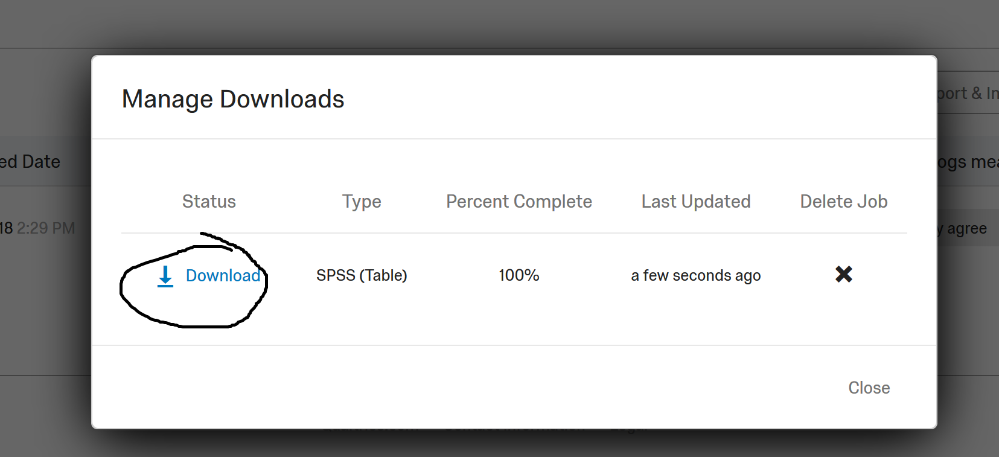 Manage Downloads
port & In
ed Date
ogs mea
Status Type Percent Complete Last Updated Delete Job
18 2:29 PM
y agree
Download SPSS (Table) 100% a few seconds ago
Close